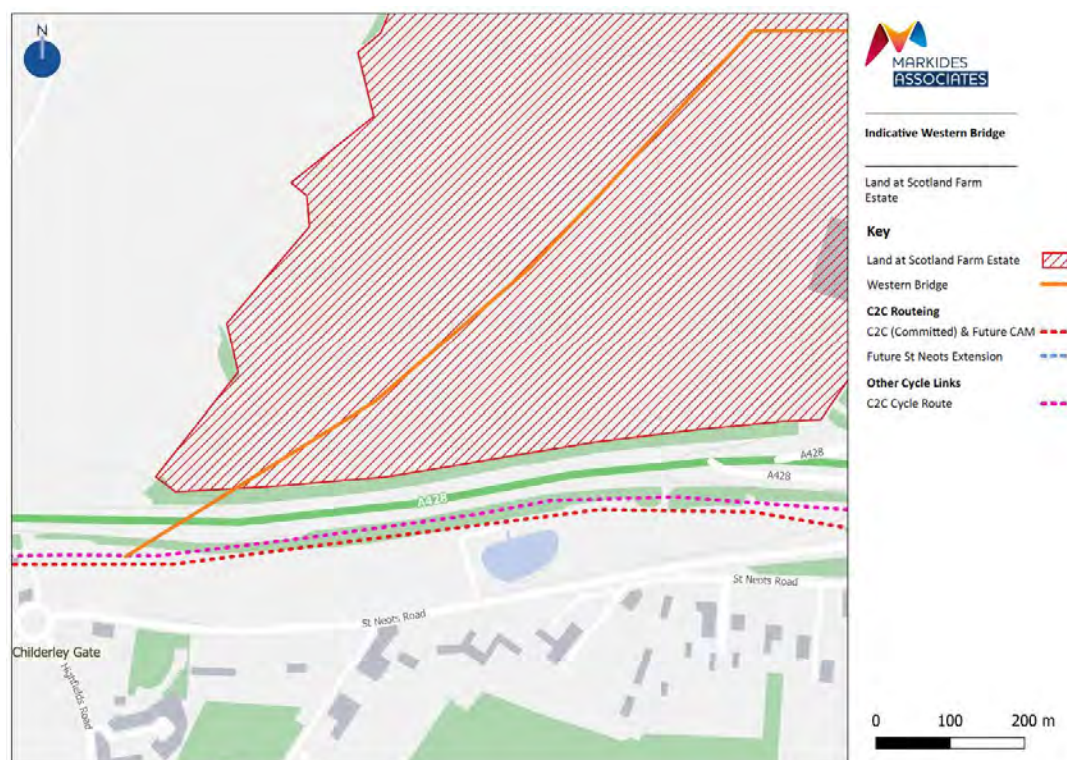 N
A428
A428
A428
St Neots Road
St Neots Road
Childerley Gate
Highfields Road
MARKIDES
ASSOCIATES
Indicative Western Bridge
Land at Scotland Farm
Estate
Key
Land at Scotland Farm Estate
Western Bridge
C2C Routeing
C2C (Committed) & Future CAM
Future St Neots Extension
Other Cycle Links
C2C Cycle Route
0 100 200 m